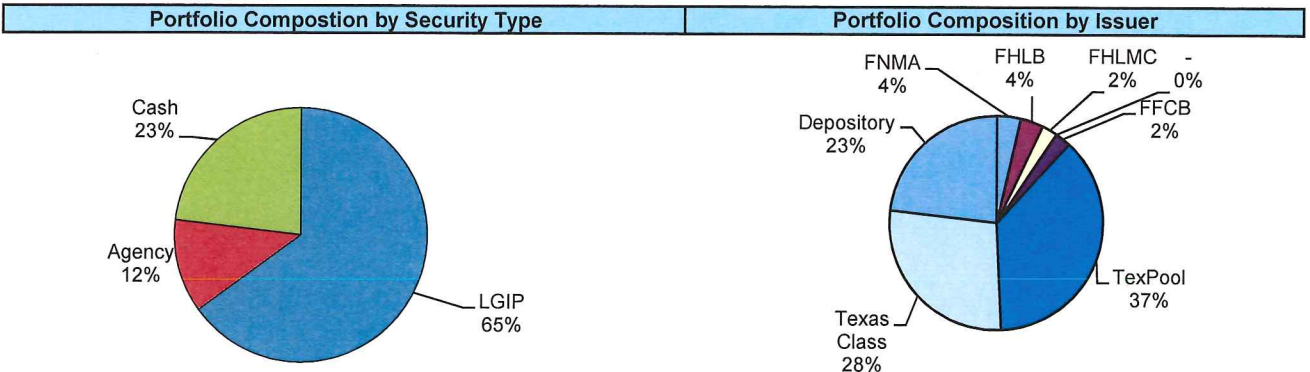 Portfolio Compostion by Security Type
Cash
23%
Agency
12%
LGIP
65%
Portfolio Composition by Issuer
FNMA
4%
FHLB
4%
FHLMC
2%
-
0%
FFCB
2%
Depository
23%
TexPool
37%
Texas
Class
28%